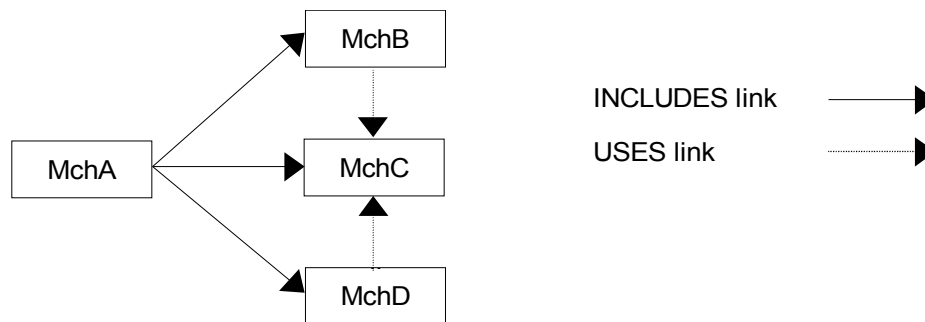 MchB
INCLUDES link
USES link
MchA
MchC
MchD